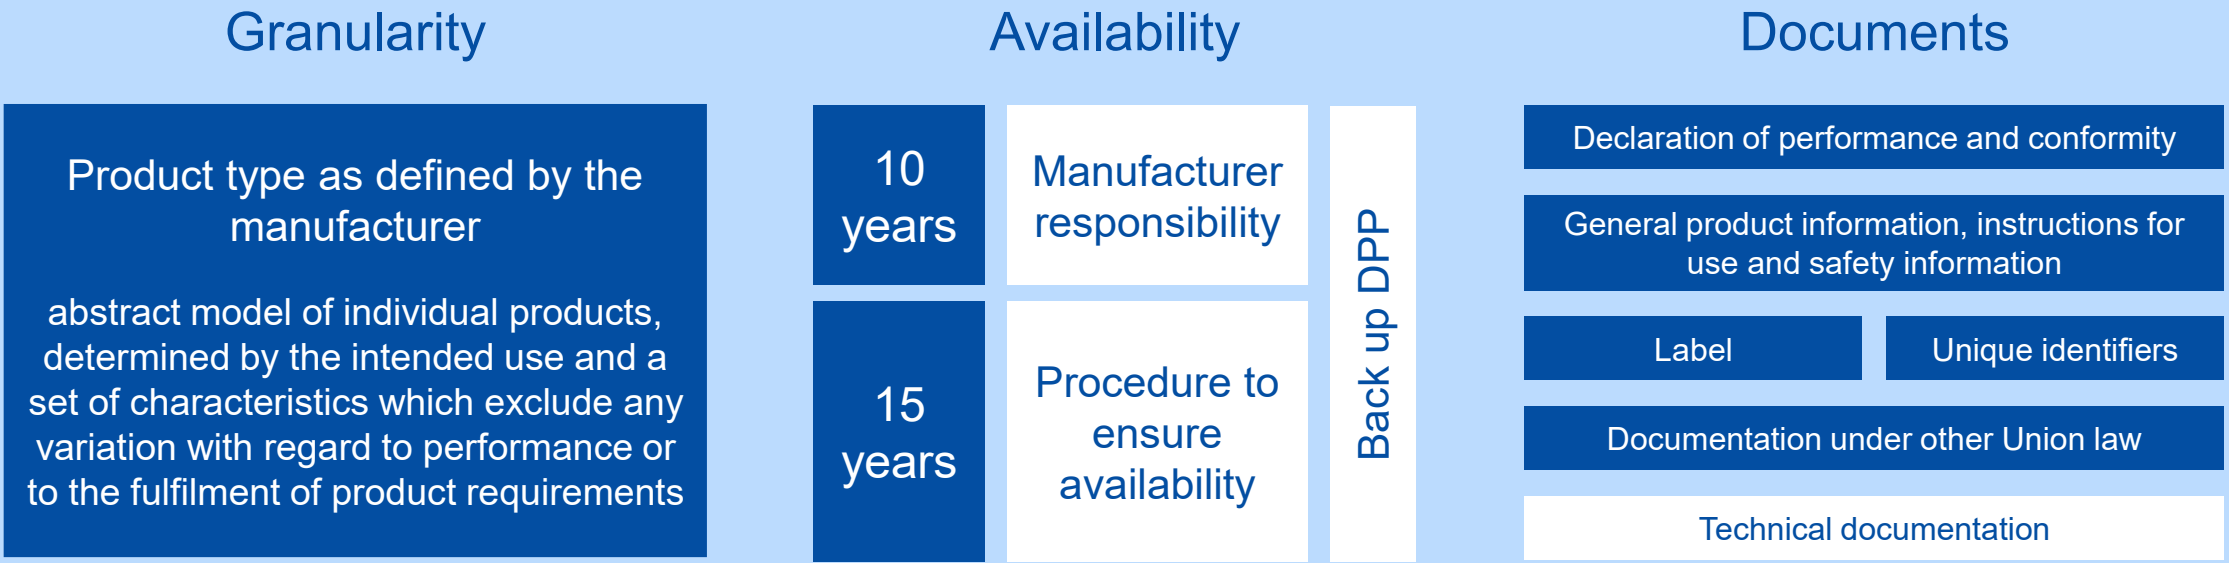 Granularity
Product type as defined by the
manufacturer
abstract model of individual products,
determined by the intended use and a
set of characteristics which exclude any
variation with regard to performance or
to the fulfilment of product requirements
Availability
10
years
Manufacturer
responsibility
15
years
Procedure to
ensure
availability
Back up DPP
Documents
Declaration of performance and conformity
General product information, instructions for
use and safety information
Label
Unique identifiers
Documentation under other Union law
Technical documentation